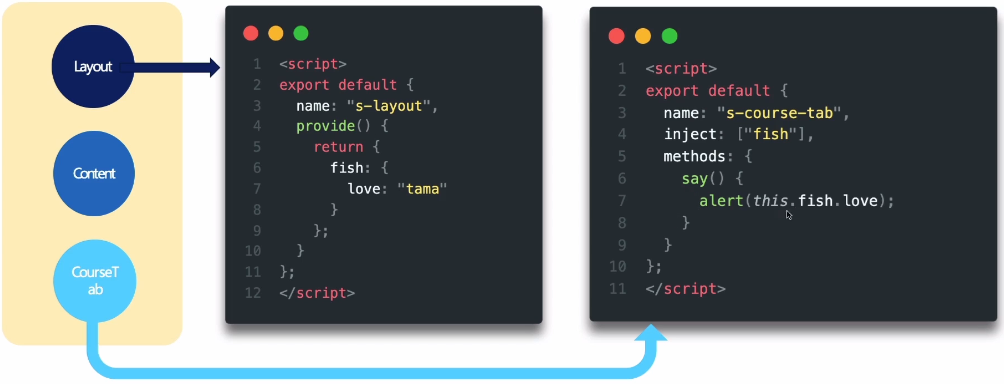 Layout
Content
CourseT
ab
1 <script>
2 export default {
3 name: "s-layout",
4 provide() {
5 return {
6 fish: {
7 love: "tama"
8 }
9 };
10 }
11 };
12 </script>
1 <script>
2 export default {
3 name: "s-course-tab",
4 inject: ["fish"],
5 methods: {
6 say() {
7 alert(this.fish.love);
8 }
9 }
10 };
11 </script>